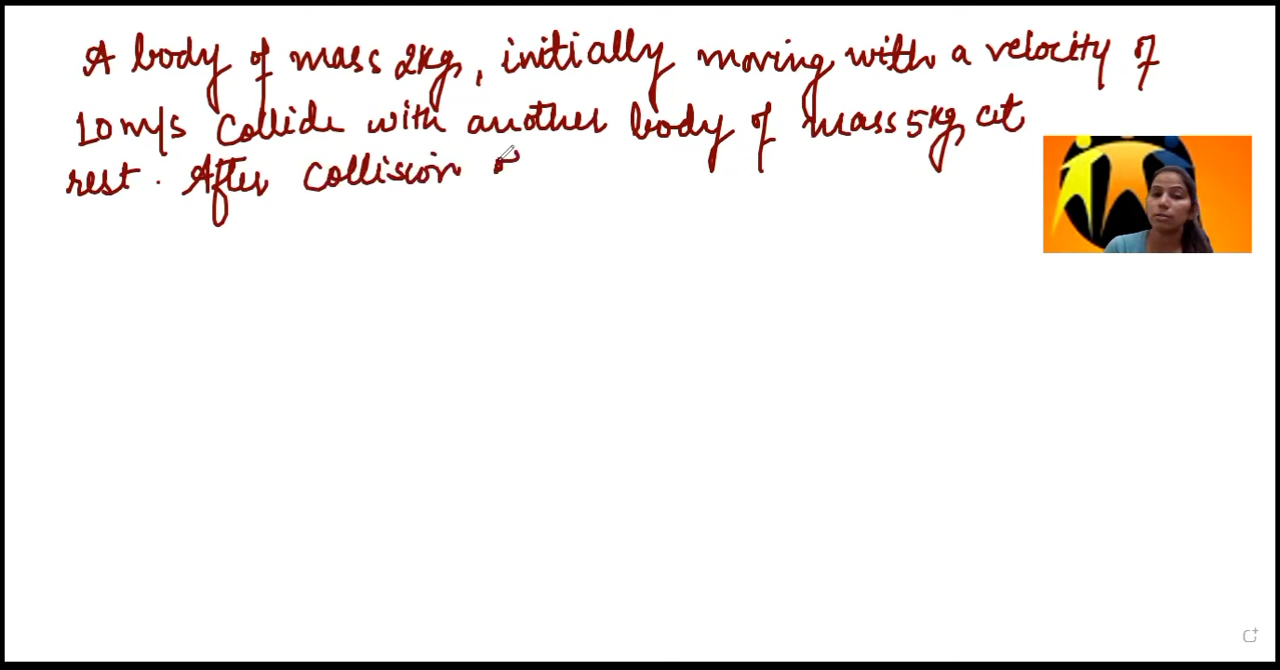 A body of mass 2kg, initially moving with a velocity of
10 m/s collide with another body of mass 5kg at
rest. After collision